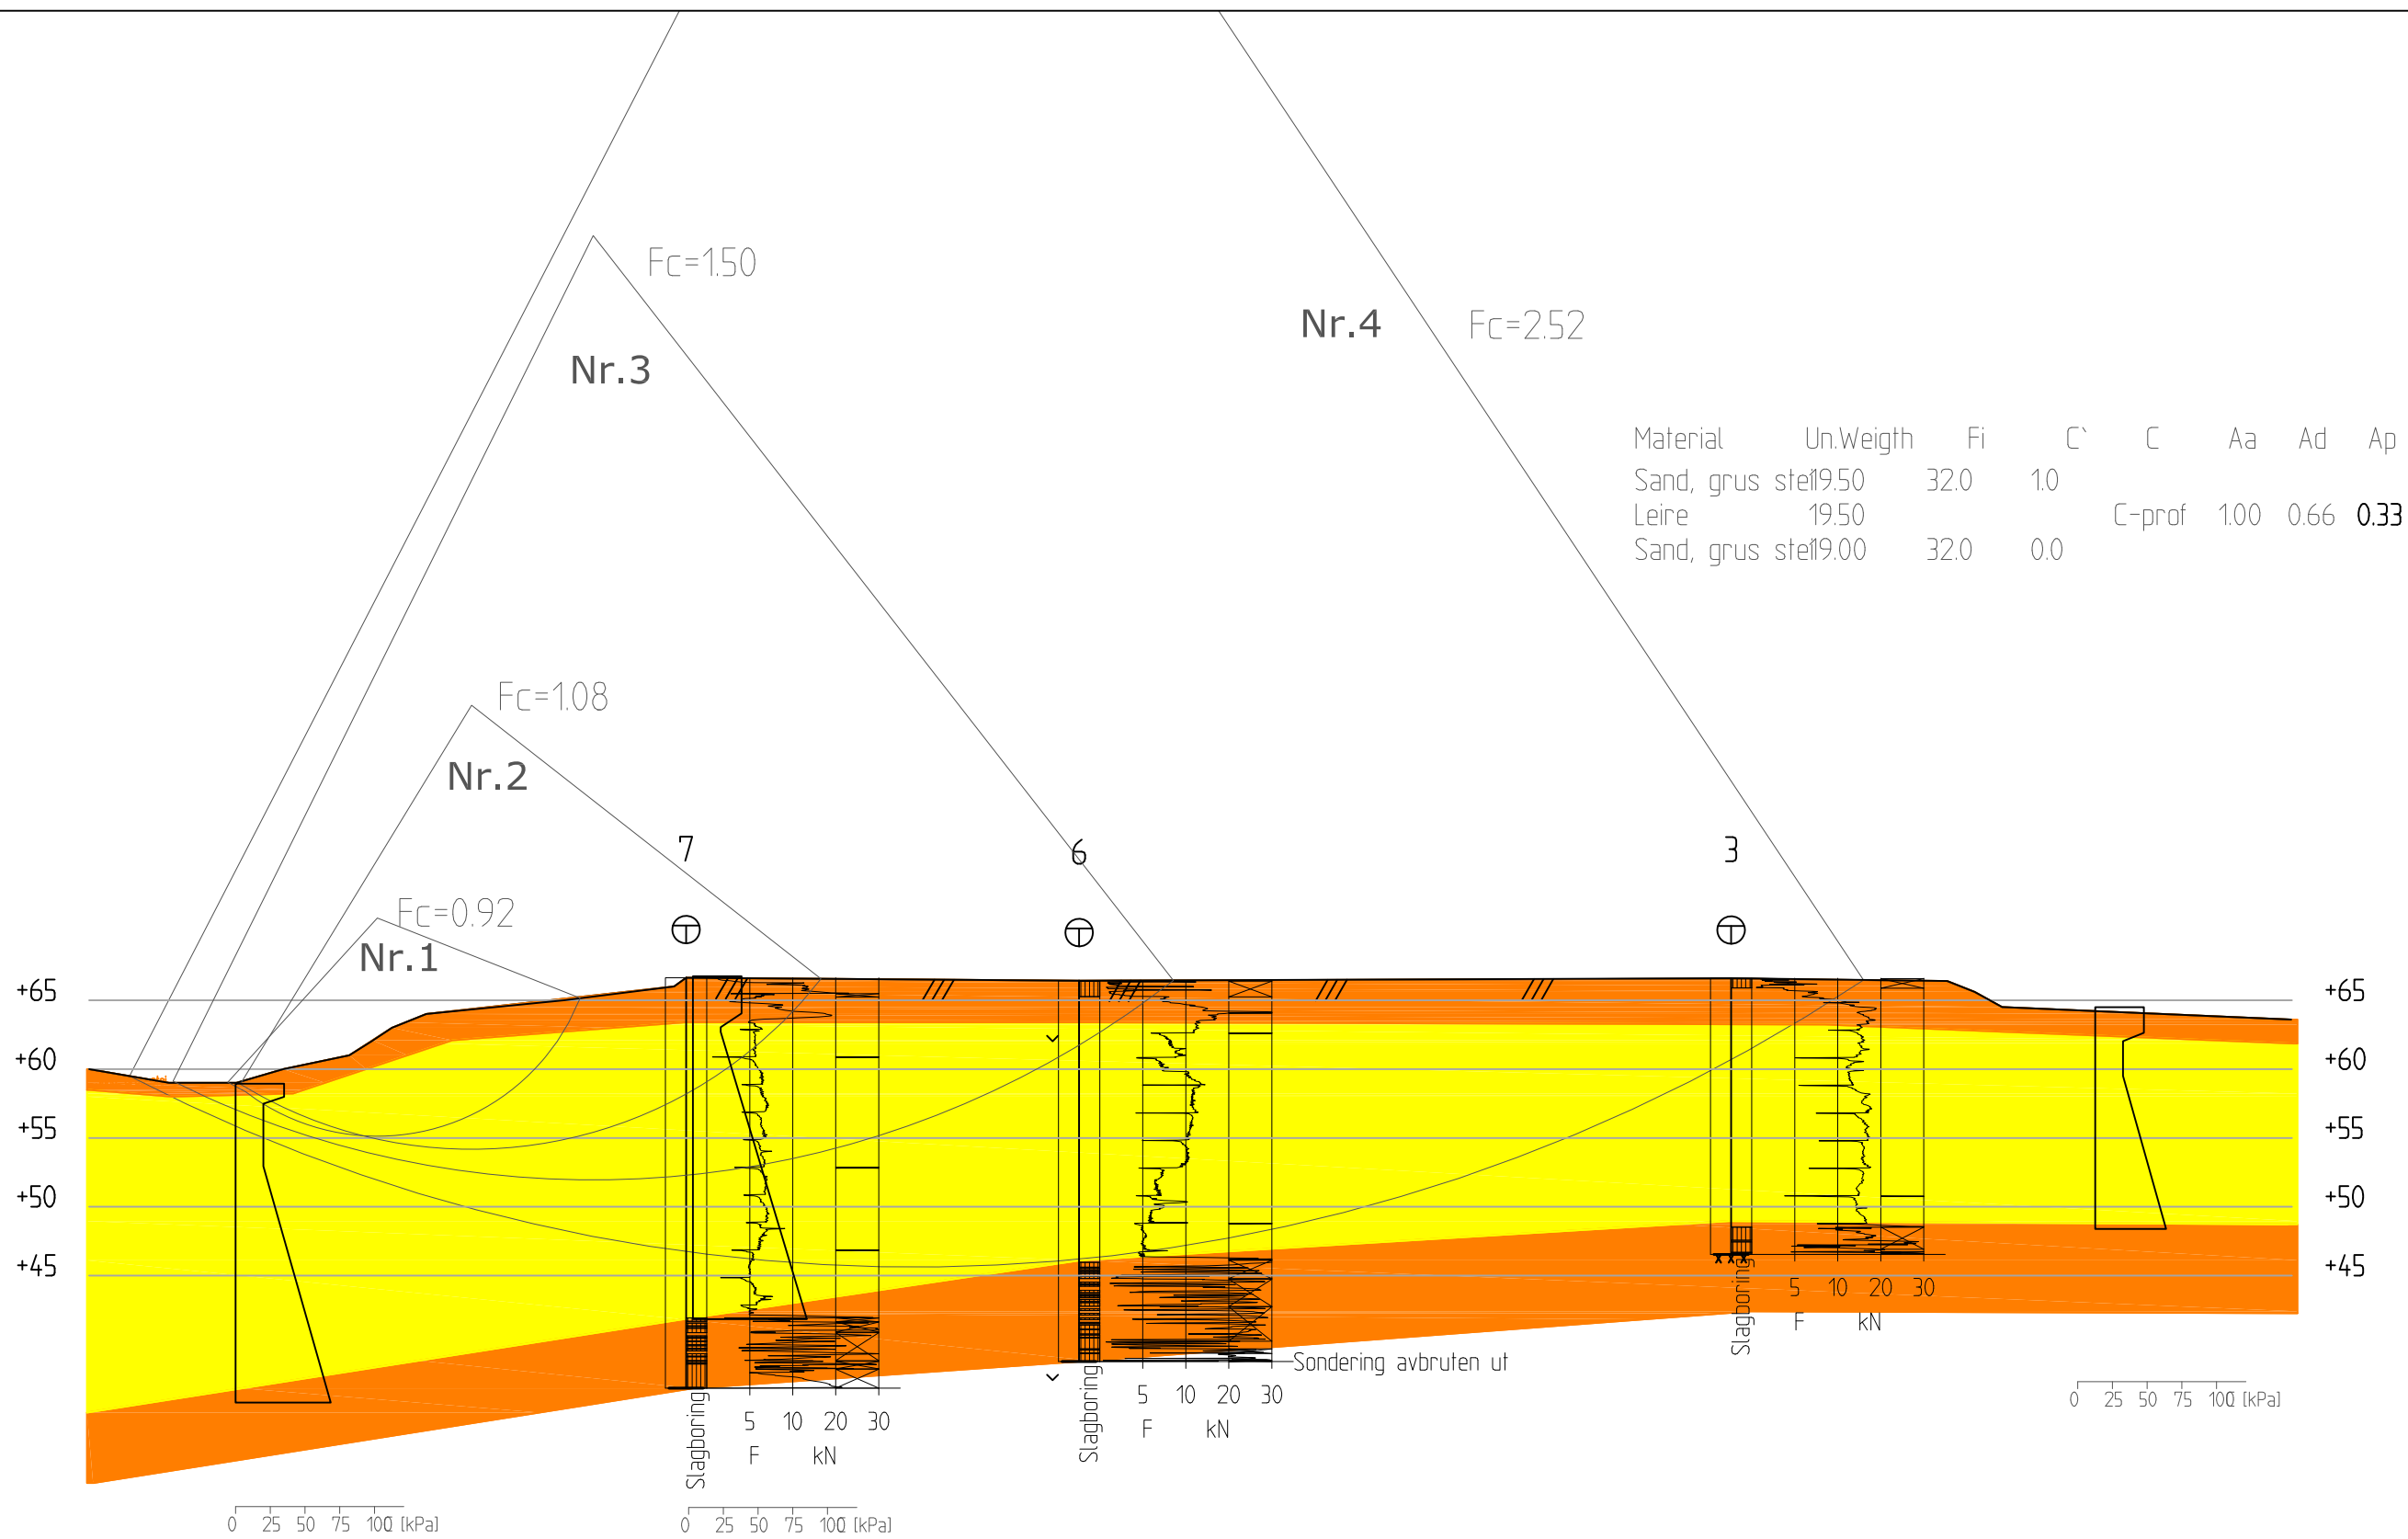 Fc=1.50
Nr.3
Nr.4
Fc=2.52
Material Un.Weigth Fi C` C Aa Ad Ap
Sand, grus stei 19.50 32.0 1.0
Leire 19.50 C-prof 1.00 0.66 0.33
Sand, grus stei 19.00 32.0 0.0
Fc=1.08
Nr.2
7
6
3
Fc=0.92
Nr.1
+65
+60
+55
+50
+45
+65
+60
+55
+50
+45
Slagboring
5 10 20 30
F kN
Sondering avbruten ut
Slagboring
5 10 20 30
F kN
Slagboring
5 10 20 30
F kN
0 25 50 75 100 C [kPa]
0 25 50 75 100 C [kPa]
0 25 50 75 100 C [kPa]